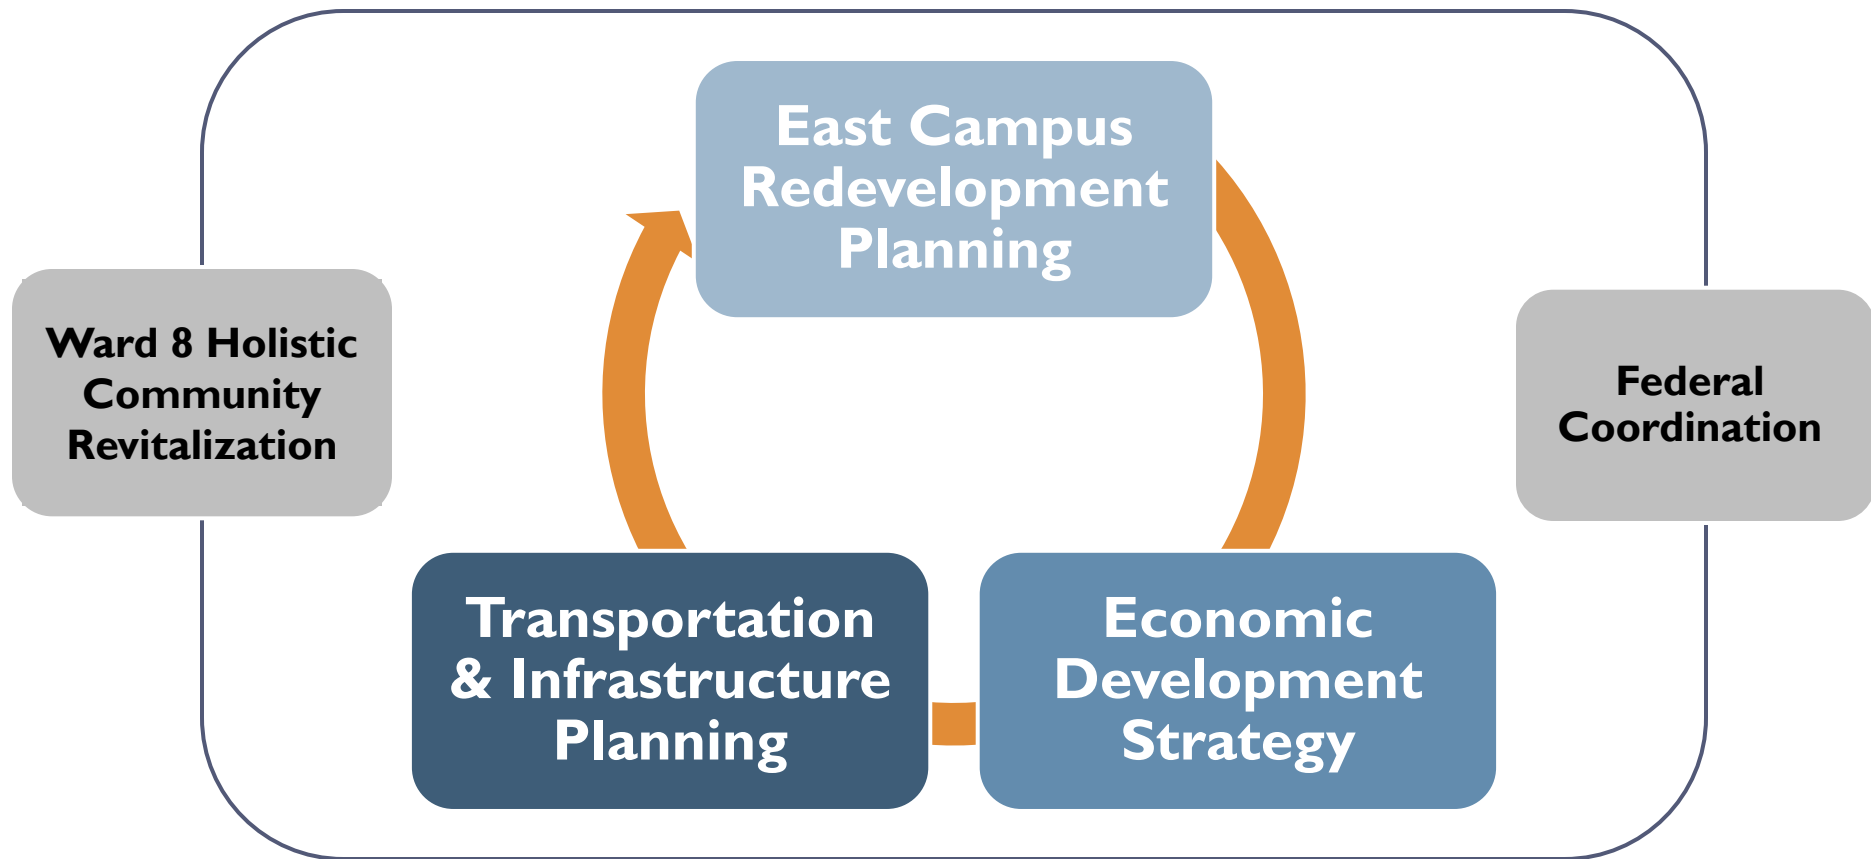 East Campus
Redevelopment
Planning
Ward 8 Holistic
Community
Revitalization
Federal
Coordination
Transportation
& Infrastructure
Planning
Economic
Development
Strategy